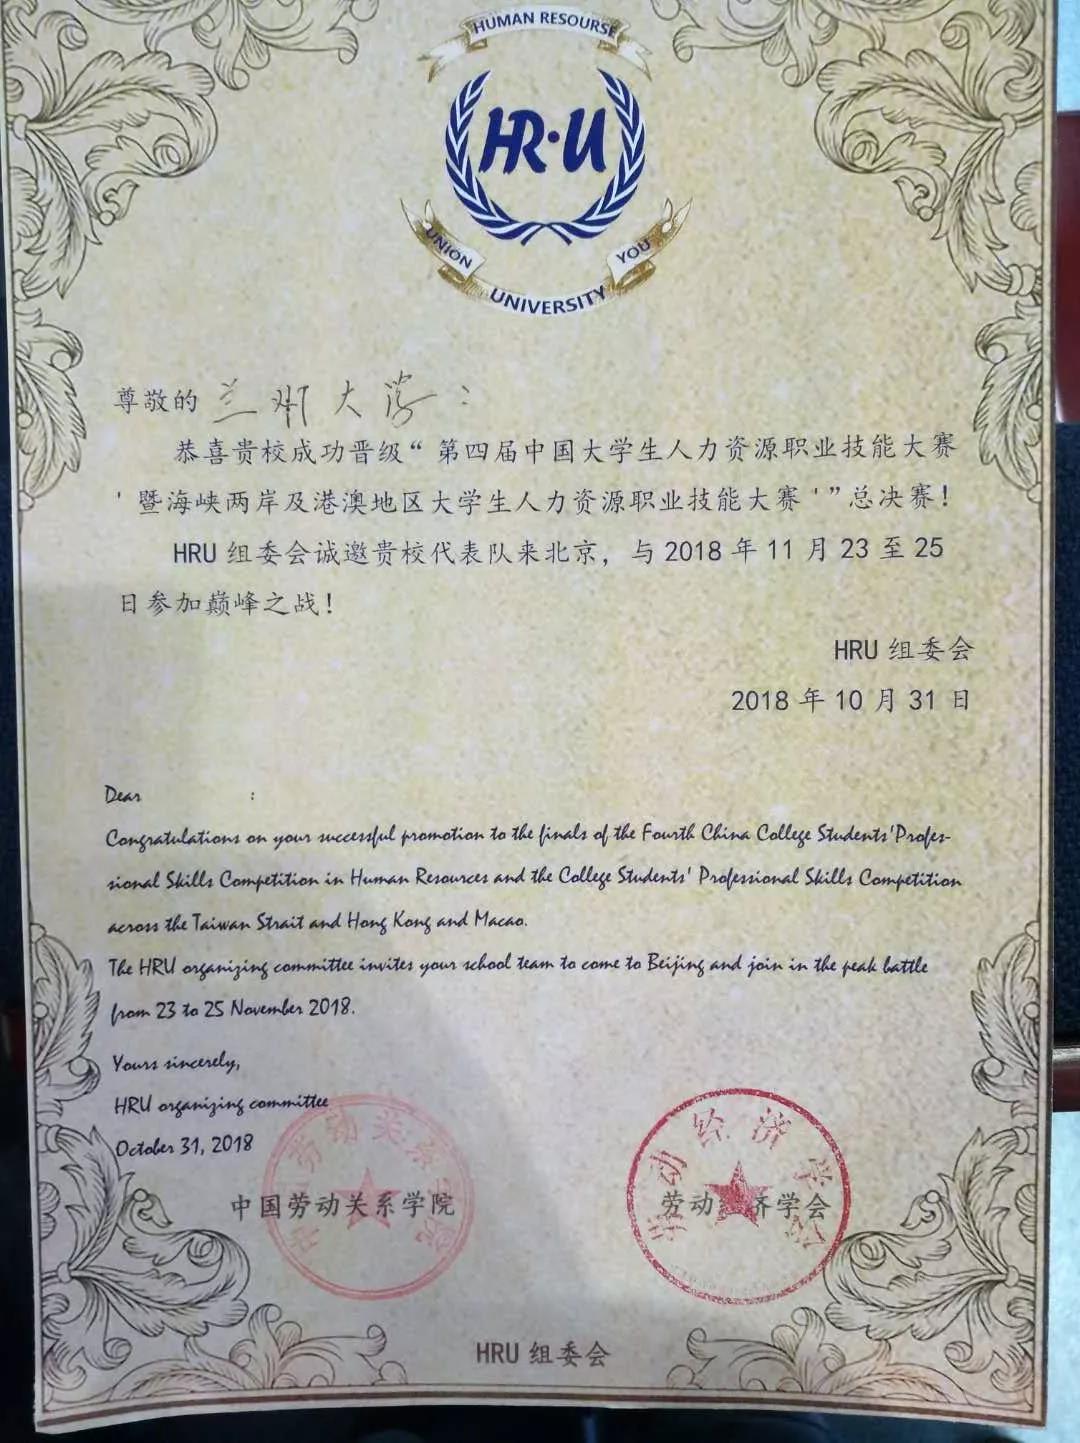 HUMAN RESOURSE
HR·U
UNION
YOU
UNIVERSITY
尊敬的 兰州大学：
恭喜贵校成功晋级“第四届中国大学生人力资源职业技能大赛
'暨海峡两岸及港澳地区大学生人力资源职业技能大赛'”总决赛！
HRU 组委会诚邀贵校代表队来北京，与 2018 年 11 月 23 至 25
日参加巅峰之战！
HRU 组委会
2018 年 10 月 31 日
Dear :
Congratulations on your successful promotion to the finals of the Fourth China College Students'Profes-
sional Skills Competition in Human Resources and the College Students' Professional Skills Competition
across the Taiwan Strait and Hong Kong and Macao.
The HRU organizing committee invites your school team to come to Beijing and join in the peak battle
from 23 to 25 November 2018.
Yours sincerely,
HRU organizing committee
October 31, 2018
中国劳动关系学院
劳动经济学会
劳动经济学会
HRU 组委会